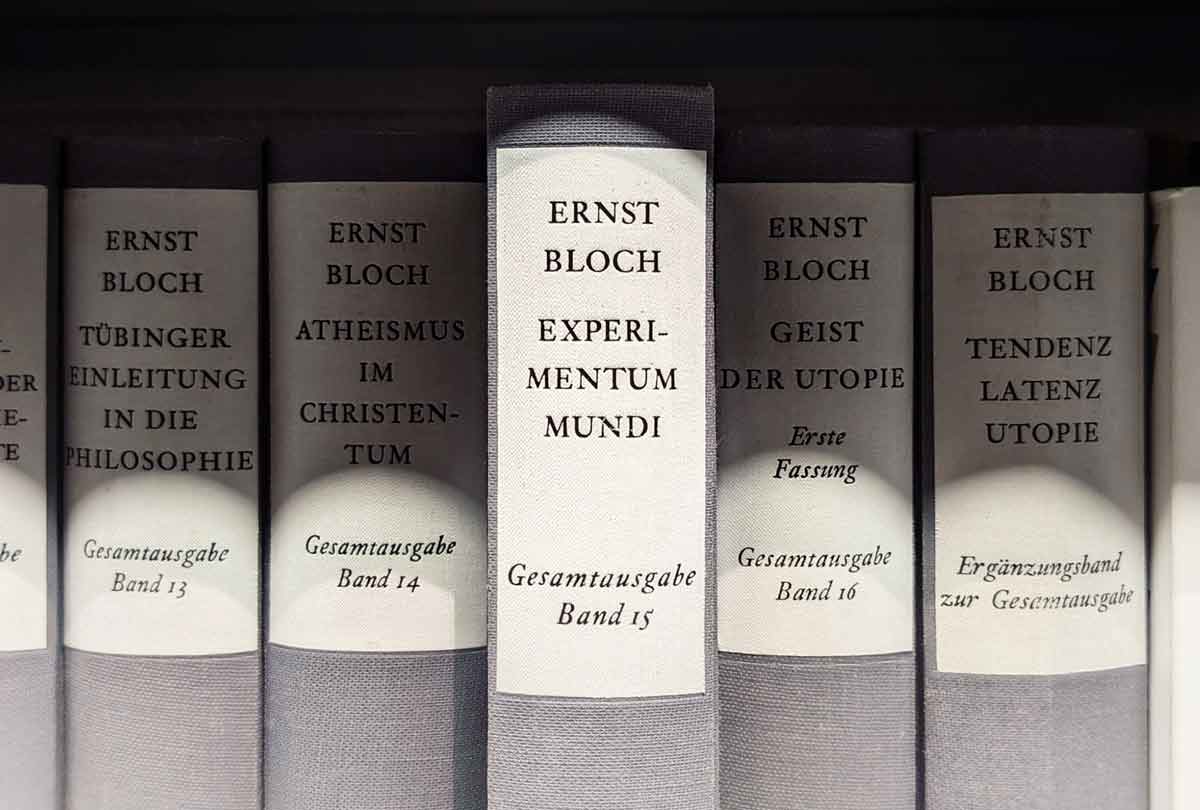 DER
TE
ERNST
BLOCH
TÜBINGER
EINLEITUNG
IN DIE
PHILOSOPHIE
Gesamtausgabe
Band 13
ERNST
BLOCH
ATHEISMUS
IM
CHRISTEN-
TUM
Gesamtausgabe
Band 14
ERNST
BLOCH
EXPERI-
MENTUM
MUNDI
Gesamtausgabe
Band 15
ERNST
BLOCH
GEIST
DER UTOPIE
Erste
Fassung
Gesamtausgabe
Band 16
ERNST
BLOCH
TENDENZ
LATENZ
UTOPIE
Ergänzungsband
zur Gesamtausgabe